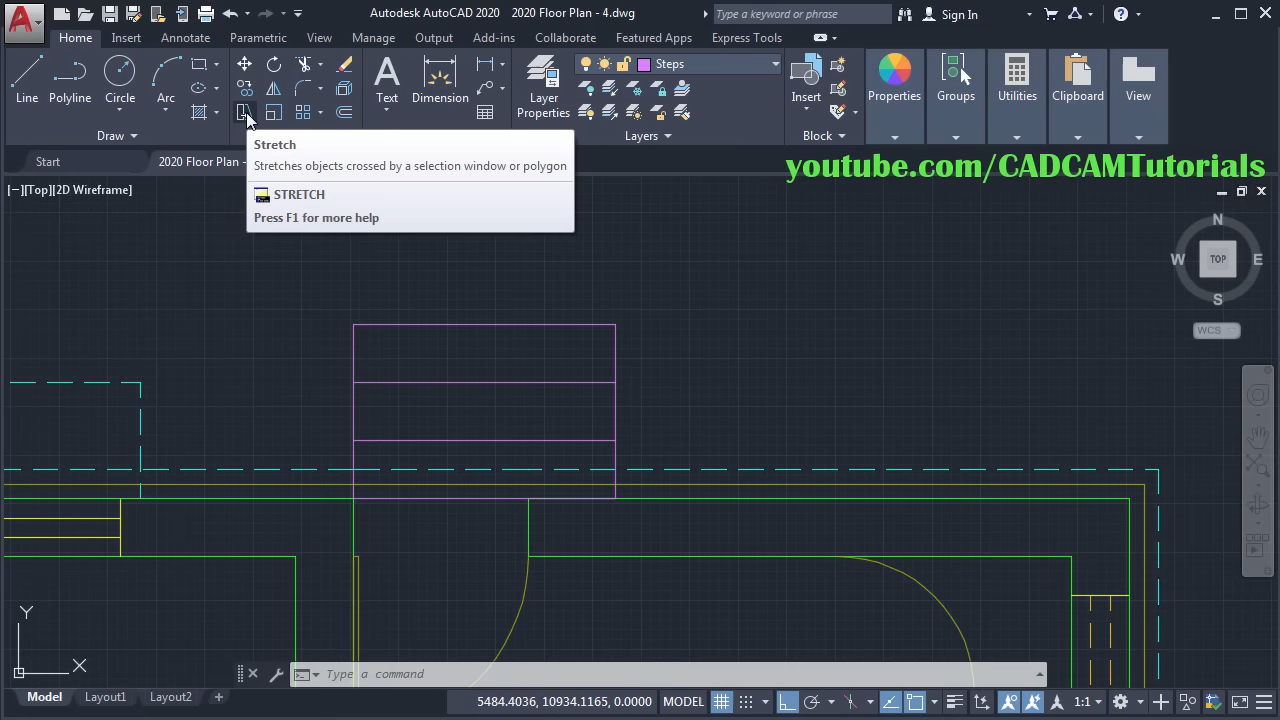 Autodesk AutoCAD 2020   2020 Floor Plan - 4.dwg
Type a keyword or phrase
Sign In
Home
Insert
Annotate
Parametric
View
Manage
Output
Add-ins
Collaborate
Featured Apps
Express Tools
Line
Polyline
Circle
Arc
Text
Dimension
Layer
Properties
Steps
Insert
Properties
Groups
Utilities
Clipboard
View
Draw
Layers
Block
Start
2020 Floor Plan -
youtube.com/CADCAMTutorials
Stretch
Stretches objects crossed by a selection window or polygon
STRETCH
Press F1 for more help
[−][Top][2D Wireframe]
N
W
TOP
E
S
WCS
Y
X
Type a command
Model
Layout1
Layout2
5484.4036, 10934.1165, 0.0000
MODEL
1:1